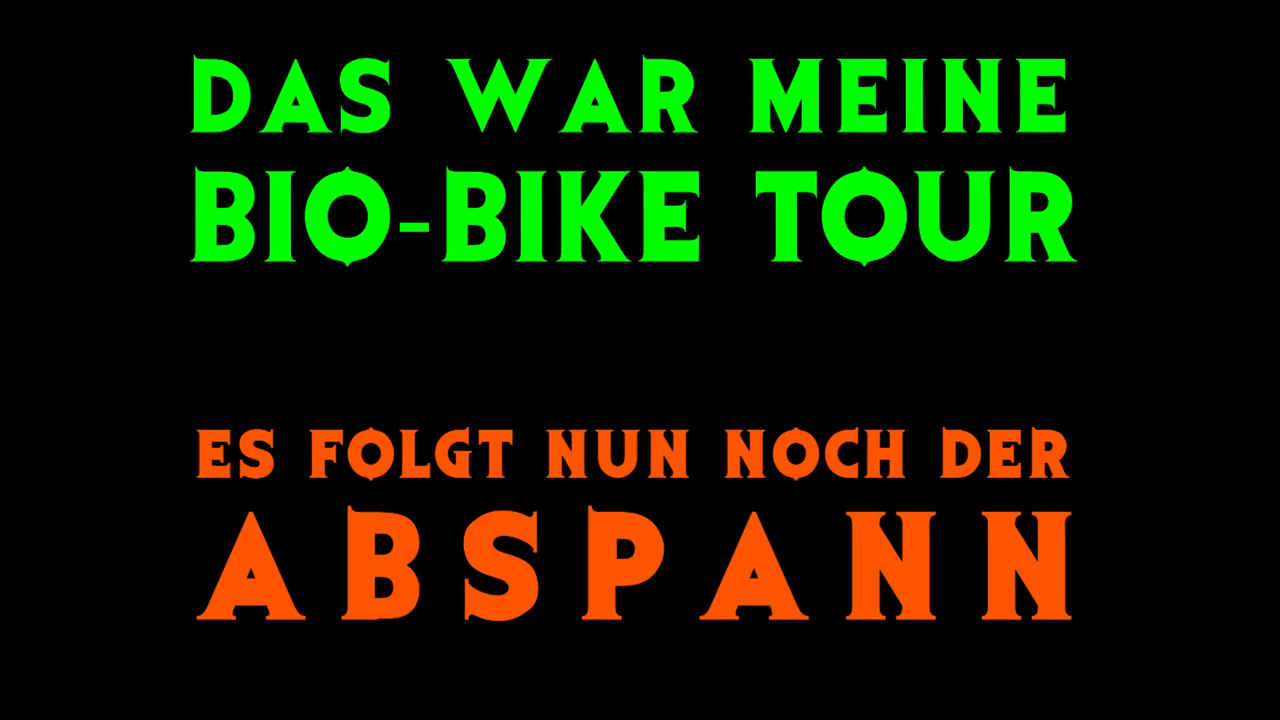 DAS WAR MEINE
BIO-BIKE TOUR
ES FOLGT NUN NOCH DER
ABSPANN